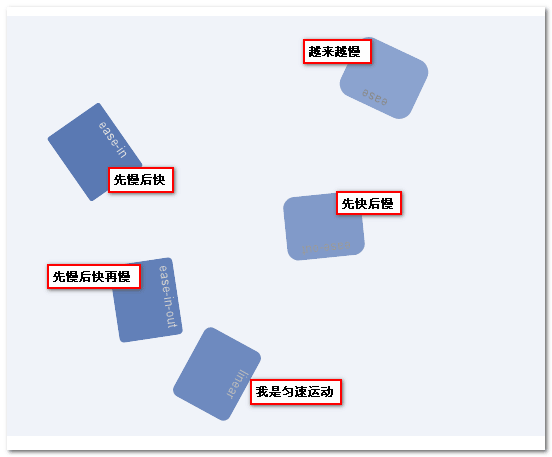 越来越慢
ease
ease-in
先慢后快
先快后慢
先慢后快再慢
ease-in-out
linear
我是匀速运动